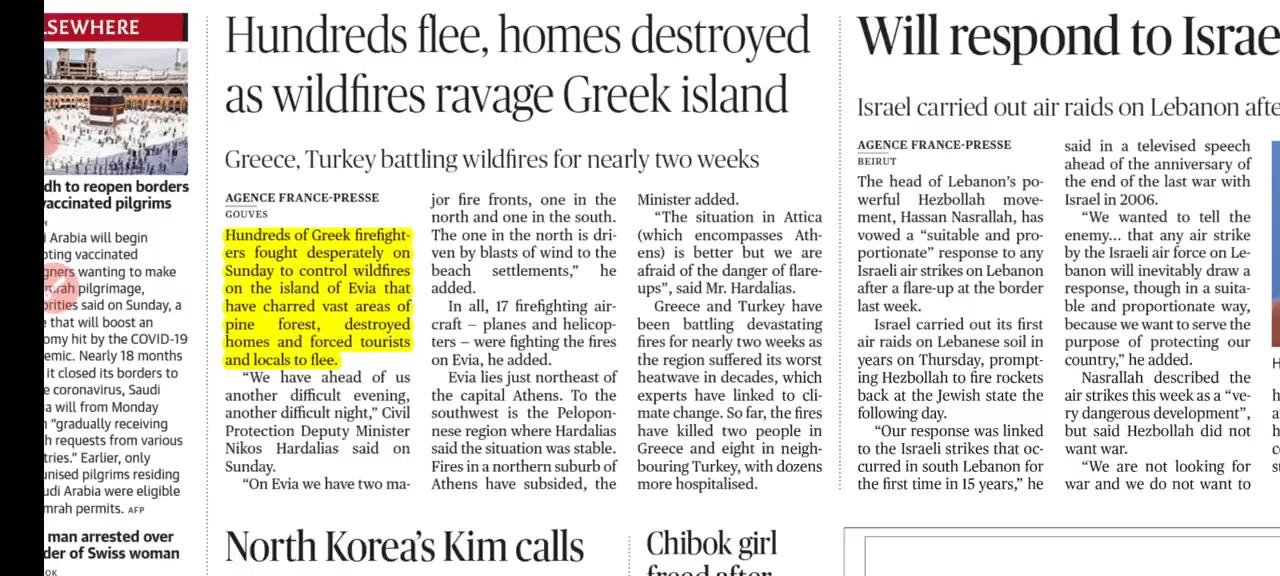 LSEWHERE
dh to reopen borders
vaccinated pilgrims
i Arabia will begin
oting vaccinated
gners wanting to make
mrah pilgrimage,
orities said on Sunday, a
e that will boost an
omy hit by the COVID-19
emic. Nearly 18 months
it closed its borders to
e coronavirus, Saudi
a will from Monday
n "gradually receiving
h requests from various
tries." Earlier, only
unised pilgrims residing
udi Arabia were eligible
mrah permits. AFP
man arrested over
der of Swiss woman
OK
Hundreds flee, homes destroyed
as wildfires ravage Greek island
Greece, Turkey battling wildfires for nearly two weeks
AGENCE FRANCE-PRESSE
GOUVES
Hundreds of Greek firefight-
ers fought desperately on
Sunday to control wildfires
on the island of Evia that
have charred vast areas of
pine forest, destroyed
homes and forced tourists
and locals to flee.
“We have ahead of us
another difficult evening,
another difficult night,” Civil
Protection Deputy Minister
Nikos Hardalias said on
Sunday.
“On Evia we have two ma-
jor fire fronts, one in the
north and one in the south.
The one in the north is dri-
ven by blasts of wind to the
beach settlements,” he
added.
In all, 17 firefighting air-
craft – planes and helicop-
ters – were fighting the fires
on Evia, he added.
Evia lies just northeast of
the capital Athens. To the
southwest is the Pelopon-
nese region where Hardalias
said the situation was stable.
Fires in a northern suburb of
Athens have subsided, the
Minister added.
“The situation in Attica
(which encompasses Ath-
ens) is better but we are
afraid of the danger of flare-
ups”, said Mr. Hardalias.
Greece and Turkey have
been battling devastating
fires for nearly two weeks as
the region suffered its worst
heatwave in decades, which
experts have linked to cli-
mate change. So far, the fires
have killed two people in
Greece and eight in neigh-
bouring Turkey, with dozens
more hospitalised.
Will respond to Israe
Israel carried out air raids on Lebanon afte
AGENCE FRANCE-PRESSE
BEIRUT
The head of Lebanon’s po-
werful Hezbollah move-
ment, Hassan Nasrallah, has
vowed a “suitable and pro-
portionate” response to any
Israeli air strikes on Lebanon
after a flare-up at the border
last week.
Israel carried out its first
air raids on Lebanese soil in
years on Thursday, prompt-
ing Hezbollah to fire rockets
back at the Jewish state the
following day.
“Our response was linked
to the Israeli strikes that oc-
curred in south Lebanon for
the first time in 15 years,” he
said in a televised speech
ahead of the anniversary of
the end of the last war with
Israel in 2006.
“We wanted to tell the
enemy... that any air strike
by the Israeli air force on Le-
banon will inevitably draw a
response, though in a suita-
ble and proportionate way,
because we want to serve the
purpose of protecting our
country,” he added.
Nasrallah described the
air strikes this week as a “ve-
ry dangerous development”,
but said Hezbollah did not
want war.
“We are not looking for
war and we do not want to
North Korea’s Kim calls
Chibok girl
freed after